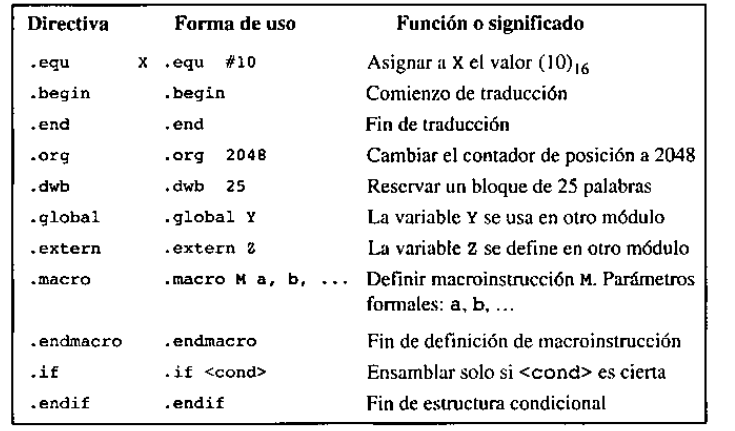 Directiva Forma de uso Función o significado
.equ X .equ #10 Asignar a X el valor (10)16
.begin .begin Comienzo de traducción
.end .end Fin de traducción
.org .org 2048 Cambiar el contador de posición a 2048
.dwb .dwb 25 Reservar un bloque de 25 palabras
.global .global Y La variable Y se usa en otro módulo
.extern .extern Z La variable Z se define en otro módulo
.macro .macro M a, b, ... Definir macroinstrucción M. Parámetros
formales: a, b, ...
.endmacro .endmacro Fin de definición de macroinstrucción
.if .if <cond> Ensamblar solo si <cond> es cierta
.endif .endif Fin de estructura condicional